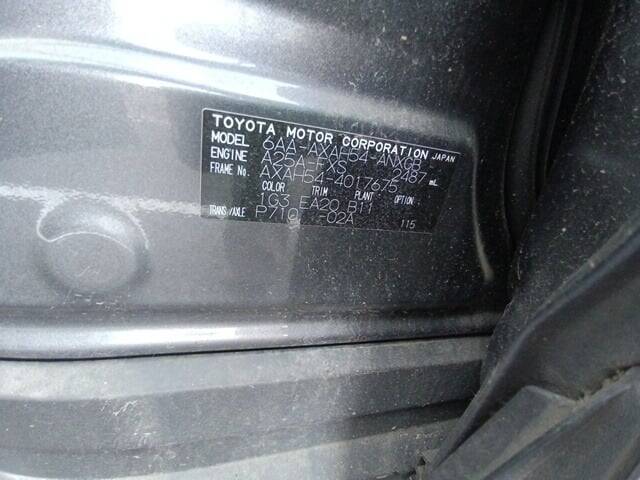 TOYOTA MOTOR CORPORATION JAPAN
MODEL 6AA-AXAH54-ANXGB
ENGINE A25A-FXS 2487 mL
FRAME No. AXAH54-4017675
COLOR TRIM PLANT OPTION
1G3 EA20 B11
TRANS/AXLE P710 -02A
115